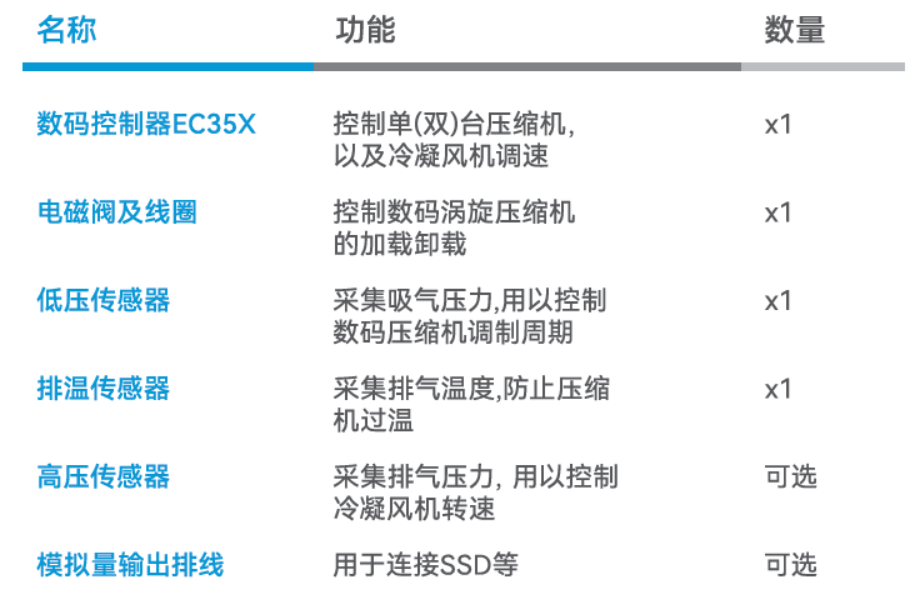 名称 功能 数量
数码控制器EC35X 控制单(双)台压缩机， x1
以及冷凝风机调速
电磁阀及线圈 控制数码涡旋压缩机 x1
的加载卸载
低压传感器 采集吸气压力,用以控制 x1
数码压缩机调制周期
排温传感器 采集排气温度,防止压缩 x1
机过温
高压传感器 采集排气压力，用以控制 可选
冷凝风机转速
模拟量输出排线 用于连接SSD等 可选